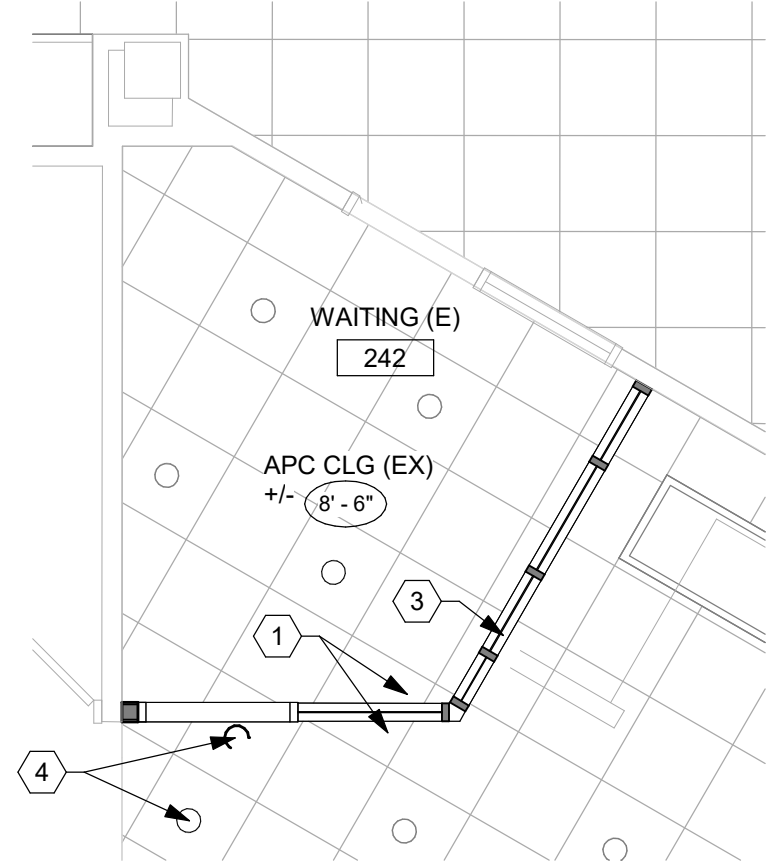 WAITING (E)
242
APC CLG (EX)
+/- 8' - 6"
3
1
4